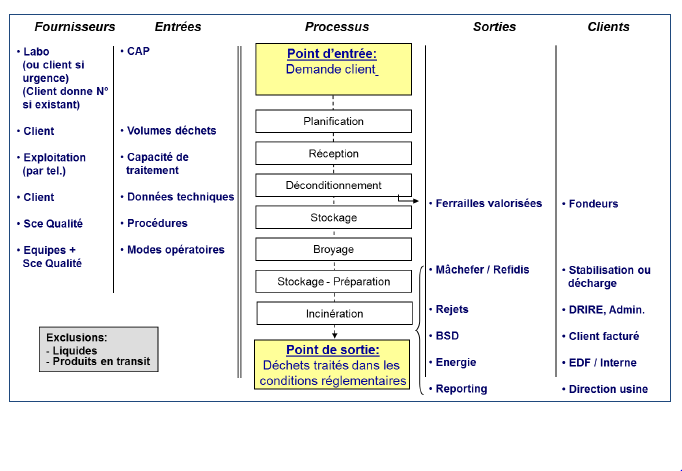 Fournisseurs
Entrées
Processus
Sorties
Clients
• Labo
(ou client si
urgence)
(Client donne N°
si existant)
• Client
• Exploitation
(par tel.)
• Client
• Sce Qualité
• Equipes +
Sce Qualité
• CAP
• Volumes déchets
• Capacité de
traitement
• Données techniques
• Procédures
• Modes opératoires
Point d'entrée:
Demande client
Planification
Réception
Déconditionnement
Stockage
Broyage
Stockage - Préparation
Incinération
Point de sortie:
Déchets traités dans les
conditions réglementaires
• Ferrailles valorisées
• Mâchefer / Refidis
• Rejets
• BSD
• Energie
• Reporting
• Fondeurs
• Stabilisation ou
décharge
• DRIRE, Admin.
• Client facturé
• EDF / Interne
• Direction usine
Exclusions:
- Liquides
- Produits en transit